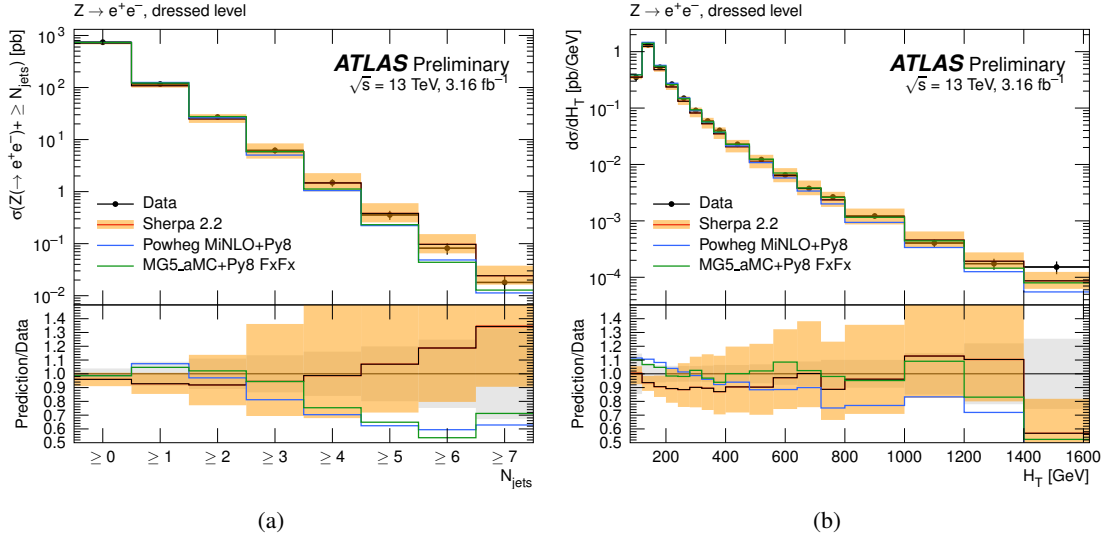 Z → e⁺e⁻, dressed level
σ(Z(→ e⁺e⁻)+ ≥ N_jets) [pb]
10³
10²
10
1
10⁻¹
10⁻²
ATLAS Preliminary
√s = 13 TeV, 3.16 fb⁻¹
Data
Sherpa 2.2
Powheg MiNLO+Py8
MG5_aMC+Py8 FxFx
Prediction/Data
1.4
1.3
1.2
1.1
1.0
0.9
0.8
0.7
0.6
0.5
≥ 0 ≥ 1 ≥ 2 ≥ 3 ≥ 4 ≥ 5 ≥ 6 ≥ 7
N_jets
(a)
Z → e⁺e⁻, dressed level
dσ/dH_T [pb/GeV]
1
10⁻¹
10⁻²
10⁻³
10⁻⁴
ATLAS Preliminary
√s = 13 TeV, 3.16 fb⁻¹
Data
Sherpa 2.2
Powheg MiNLO+Py8
MG5_aMC+Py8 FxFx
Prediction/Data
1.4
1.3
1.2
1.1
1.0
0.9
0.8
0.7
0.6
0.5
200 400 600 800 1000 1200 1400 1600
H_T [GeV]
(b)